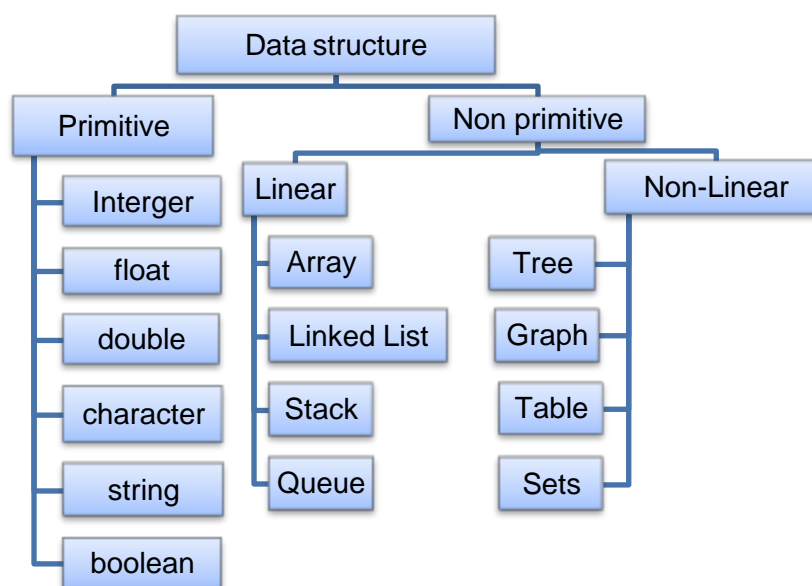 Data structure
Primitive
Non primitive
Interger
float
double
character
string
boolean
Linear
Array
Linked List
Stack
Queue
Non-Linear
Tree
Graph
Table
Sets